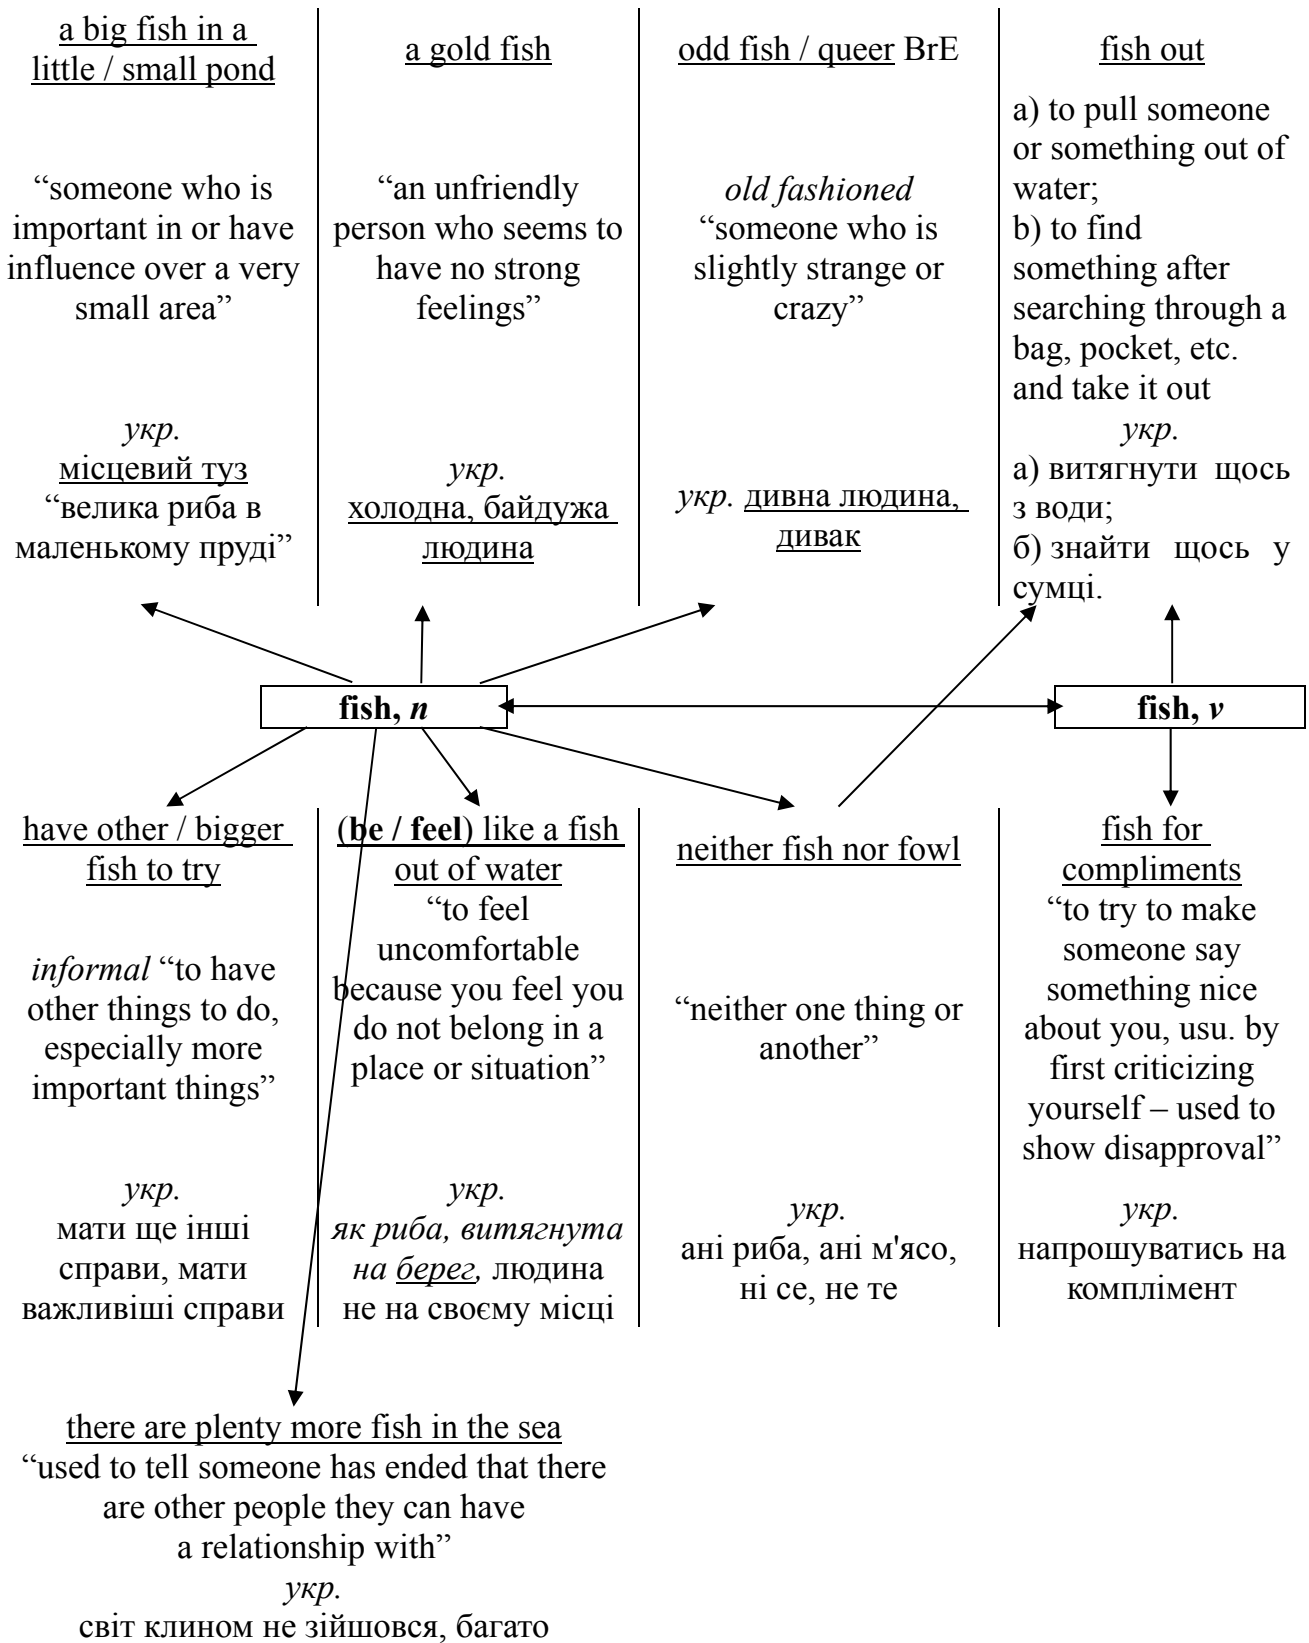 a big fish in a
little / small pond
“someone who is
important in or have
influence over a very
small area”
укр.
місцевий туз
“велика риба в
маленькому пруді”
a gold fish
“an unfriendly
person who seems to
have no strong
feelings”
укр.
холодна, байдужа
людина
odd fish / queer BrE
old fashioned
“someone who is
slightly strange or
crazy”
укр. дивна людина,
дивак
fish out
a) to pull someone
or something out of
water;
b) to find
something after
searching through a
bag, pocket, etc.
and take it out
укр.
а) витягнути щось
з води;
б) знайти щось у
сумці.
fish, n
fish, v
have other / bigger
fish to try
informal “to have
other things to do,
especially more
important things”
укр.
мати ще інші
справи, мати
важливіші справи
(be / feel) like a fish
out of water
“to feel
uncomfortable
because you feel you
do not belong in a
place or situation”
укр.
як риба, витягнута
на берег, людина
не на своєму місці
neither fish nor fowl
“neither one thing or
another”
укр.
ані риба, ані м'ясо,
ні се, не те
fish for
compliments
“to try to make
someone say
something nice
about you, usu. by
first criticizing
yourself – used to
show disapproval”
укр.
напрошуватись на
комплімент
there are plenty more fish in the sea
“used to tell someone has ended that there
are other people they can have
a relationship with”
укр.
світ клином не зійшовся, багато